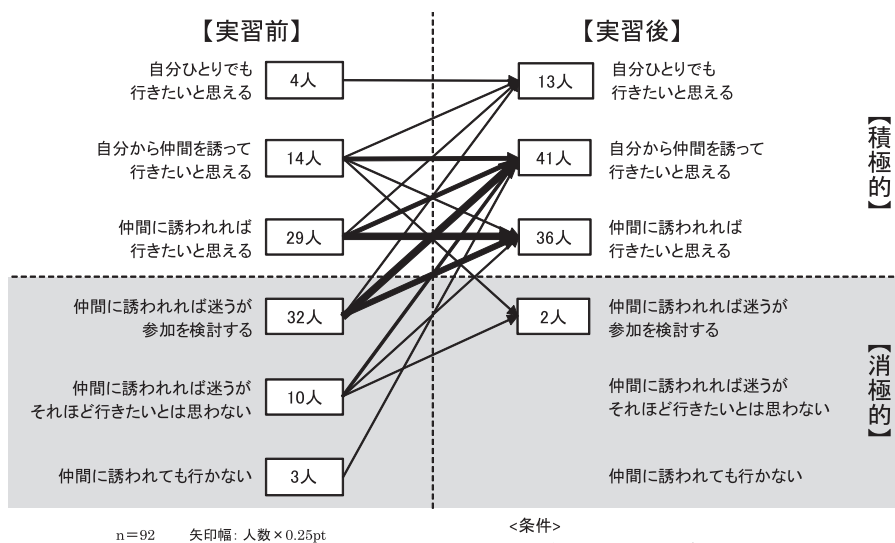 【実習前】
【実習後】
自分ひとりでも
行きたいと思える
4人
13人
自分ひとりでも
行きたいと思える
自分から仲間を誘って
行きたいと思える
14人
41人
自分から仲間を誘って
行きたいと思える
仲間に誘われれば
行きたいと思える
29人
36人
仲間に誘われれば
行きたいと思える
【積極的】
仲間に誘われれば迷うが
参加を検討する
32人
2人
仲間に誘われれば迷うが
参加を検討する
仲間に誘われれば迷うが
それほど行きたいとは思わない
10人
仲間に誘われれば迷うが
それほど行きたいとは思わない
仲間に誘われても行かない
3人
仲間に誘われても行かない
【消極的】
n=92 矢印幅: 人数×0.25pt
<条件>